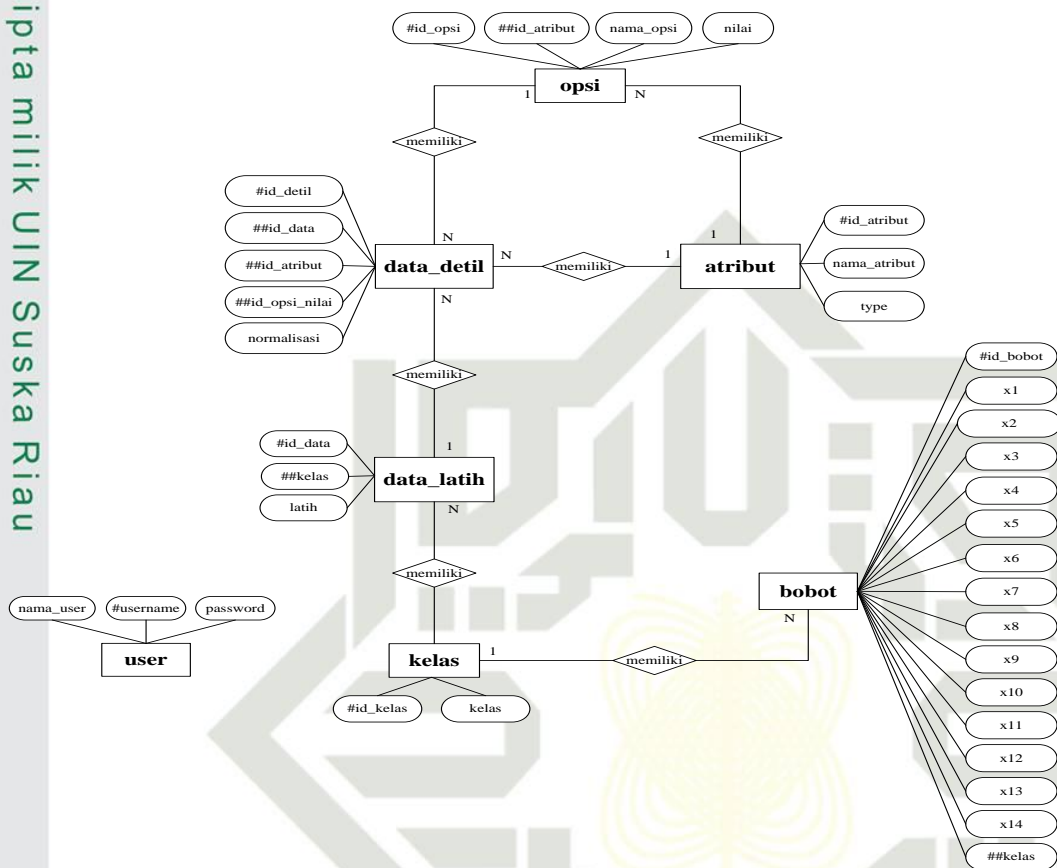 ipta milik UIN Suska Riau
#id_opsi
##id_atribut
nama_opsi
nilai
opsi
1
N
memiliki
memiliki
#id_detil
##id_data
##id_atribut
##id_opsi_nilai
normalisasi
N
data_detil
N
N
memiliki
1
1
atribut
#id_atribut
nama_atribut
type
memiliki
#id_data
##kelas
latih
1
data_latih
N
memiliki
nama_user
#username
password
user
kelas
1
#id_kelas
kelas
memiliki
bobot
N
#id_bobot
x1
x2
x3
x4
x5
x6
x7
x8
x9
x10
x11
x12
x13
x14
##kelas